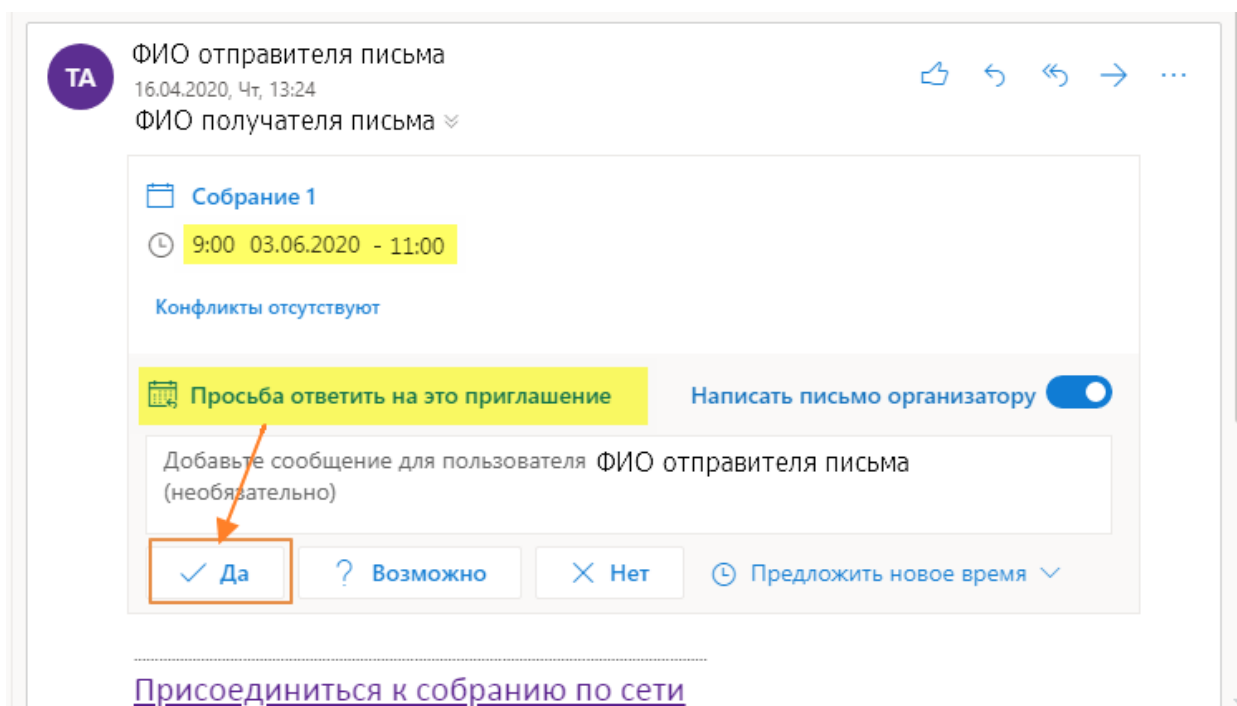 ТА
ФИО отправителя письма
16.04.2020, Чт, 13:24
ФИО получателя письма
Собрание 1
9:00 03.06.2020 - 11:00
Конфликты отсутствуют
Просьба ответить на это приглашение
Написать письмо организатору
Добавьте сообщение для пользователя ФИО отправителя письма
(необязательно)
Да
? Возможно
Нет
Предложить новое время
Присоединиться к собранию по сети